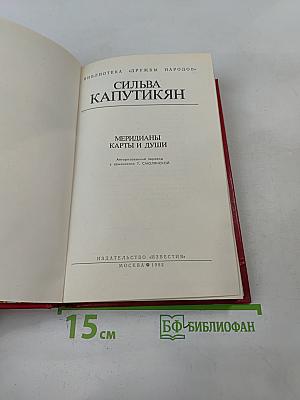 БИБЛИОТЕКА «ДРУЖБЫ НАРОДОВ»
СИЛЬВА
КАПУТИКЯН
МЕРИДИАНЫ
КАРТЫ И ДУШИ
Авторизованный перевод
с армянского Т. СМОЛЯНСКОЙ
ИЗДАТЕЛЬСТВО «ИЗВЕСТИЯ»
МОСКВА 1982
15 см
БФ БИБЛИОФАН